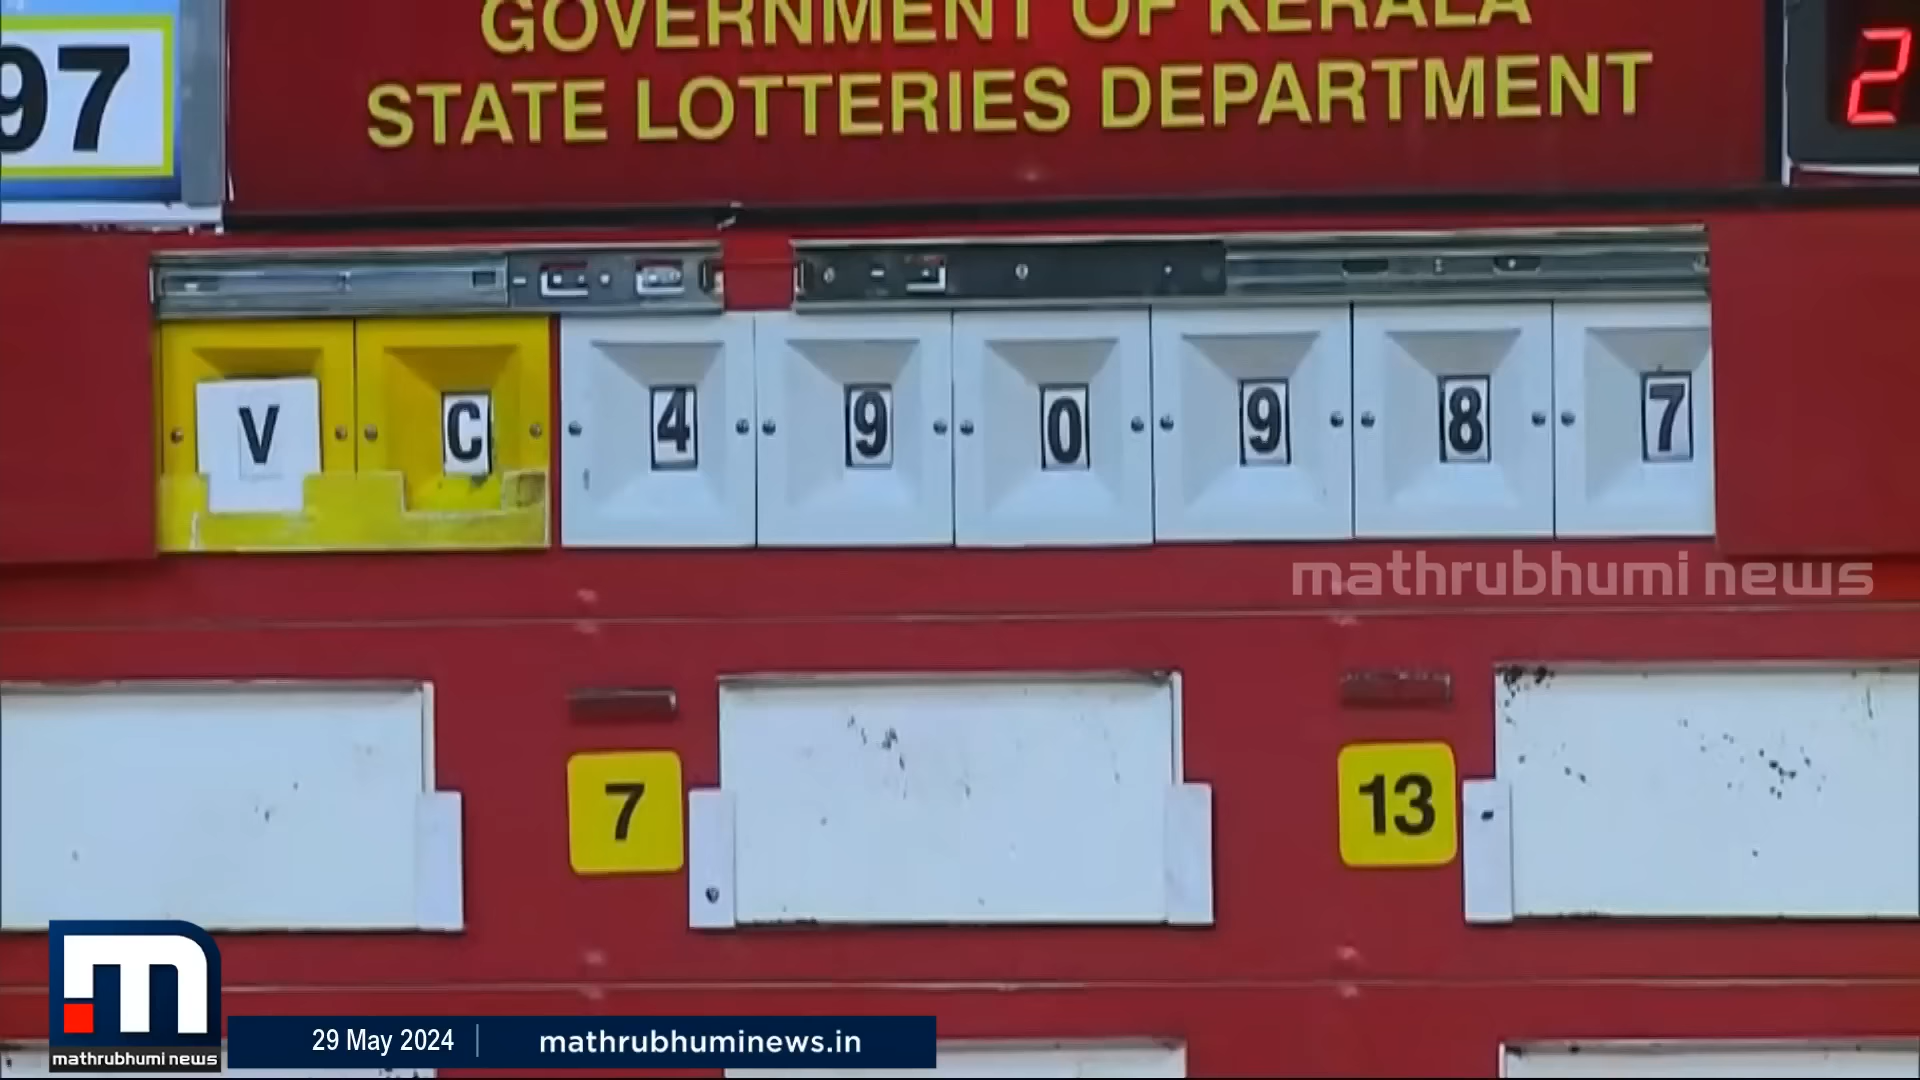 GOVERNMENT OF KERALA
STATE LOTTERIES DEPARTMENT
97
2
V C 4 9 0 9 8 7
mathrubhumi news
7
13
mathrubhumi news
29 May 2024
mathrubhuminews.in